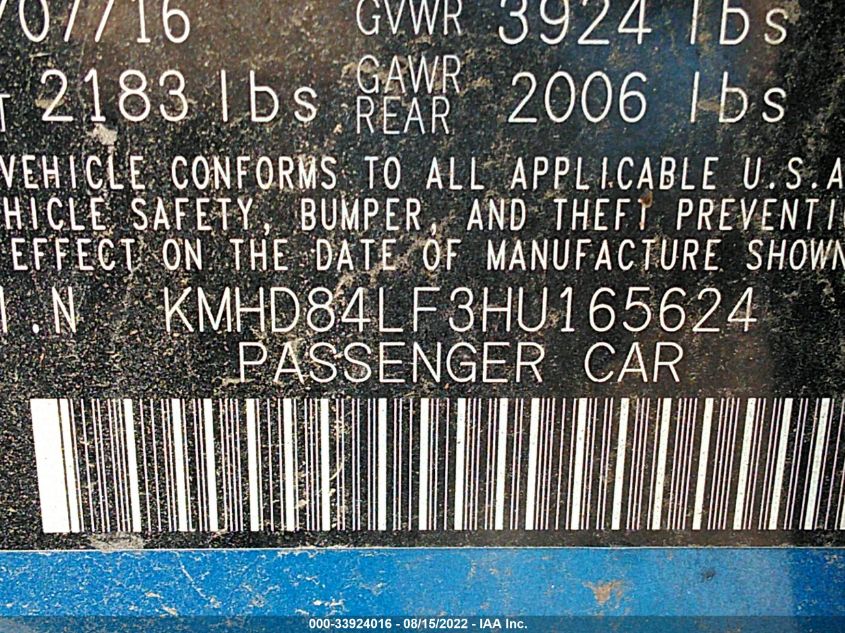 /07/16 GVWR 3924 lbs
T 2183 lbs GAWR REAR 2006 lbs
VEHICLE CONFORMS TO ALL APPLICABLE U.S.A
HICLE SAFETY, BUMPER, AND THEFT PREVENTI
EFFECT ON THE DATE OF MANUFACTURE SHOWN
I.N KMHD84LF3HU165624
PASSENGER CAR
000-33924016 - 08/15/2022 - IAA Inc.